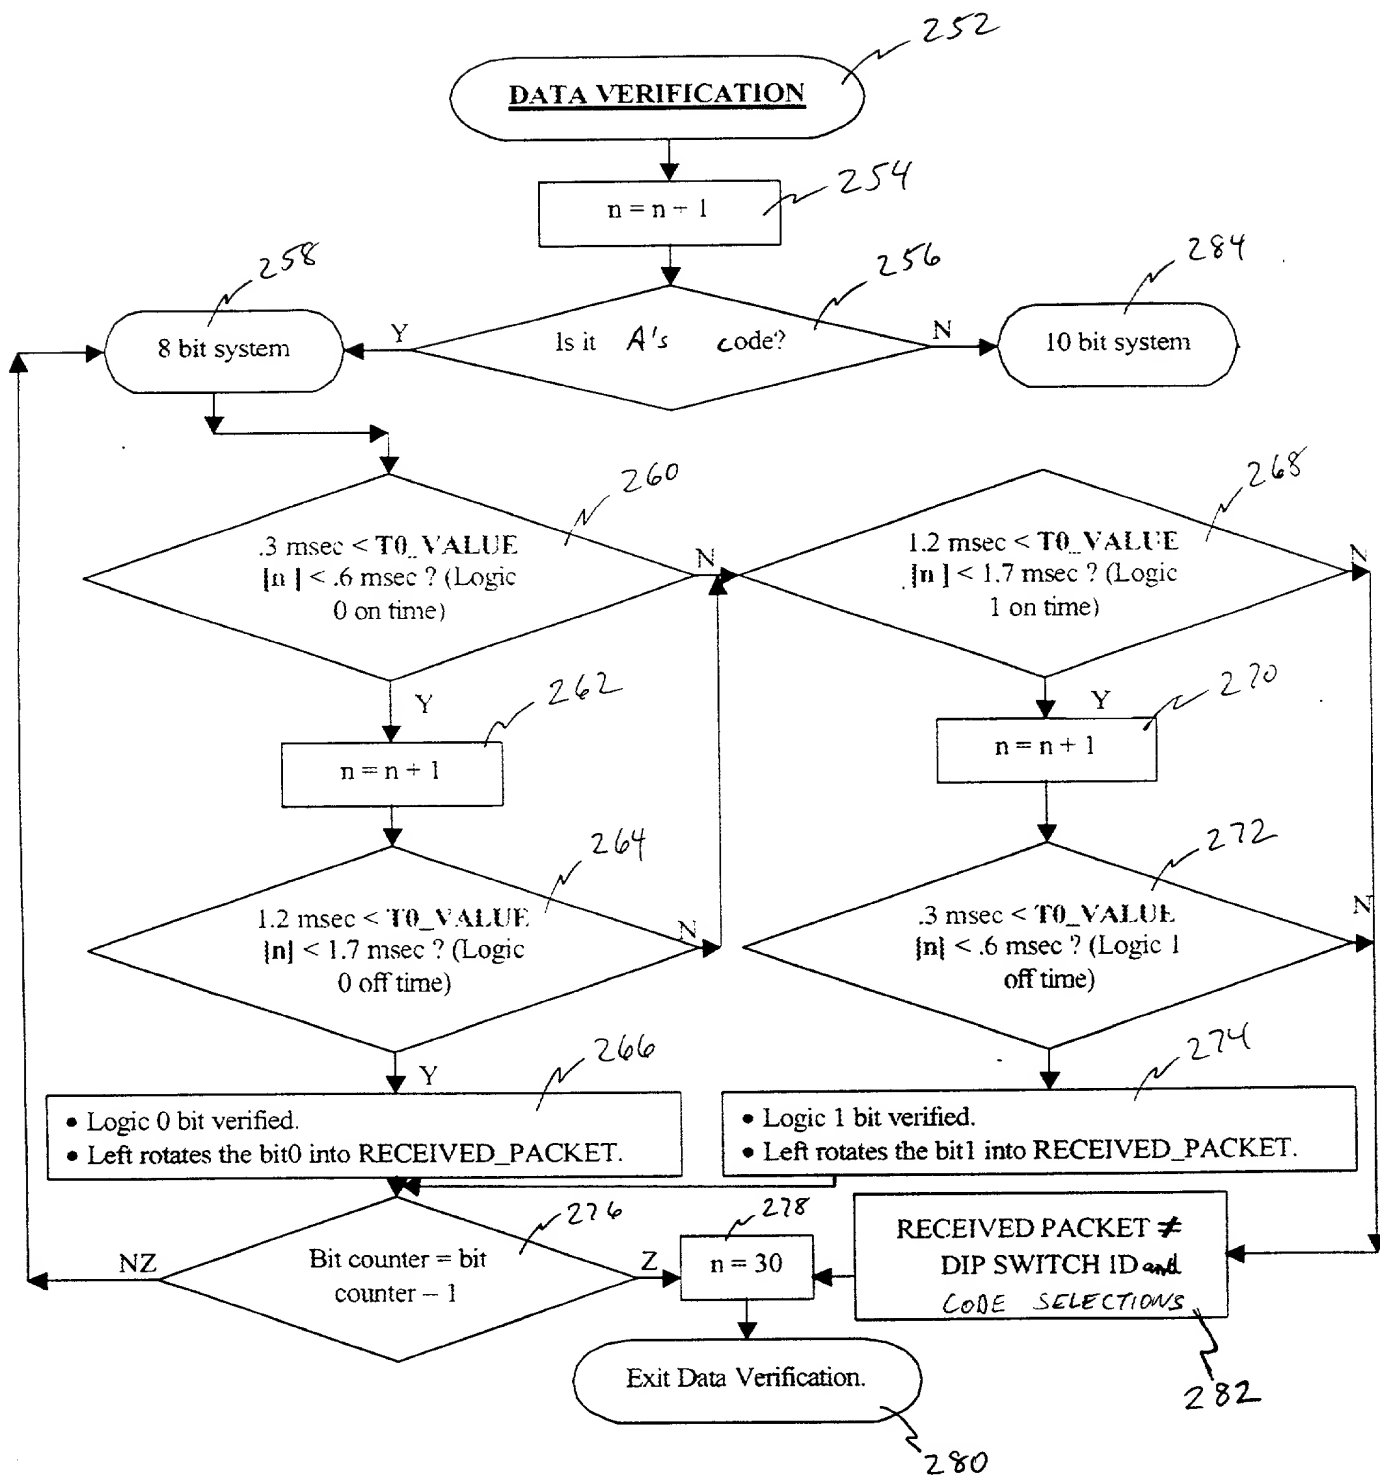 252
DATA VERIFICATION
254
n = n + 1
258
256
284
8 bit system
Y
Is it A's code?
N
10 bit system
260
268
.3 msec < T0_VALUE
[n ] < .6 msec ? (Logic
0 on time)
N
1.2 msec < T0_VALUE
[n ] < 1.7 msec ? (Logic
1 on time)
N
Y
262
n = n + 1
Y
270
n = n + 1
264
272
1.2 msec < T0_VALUE
[n] < 1.7 msec ? (Logic
0 off time)
N
.3 msec < T0_VALUE
[n] < .6 msec ? (Logic 1
off time)
N
Y
266
274
• Logic 0 bit verified.
• Left rotates the bit0 into RECEIVED_PACKET.
• Logic 1 bit verified.
• Left rotates the bit1 into RECEIVED_PACKET.
276
278
NZ
Bit counter = bit
counter – 1
Z
n = 30
RECEIVED PACKET ≠
DIP SWITCH ID and
CODE SELECTIONS
282
Exit Data Verification.
280